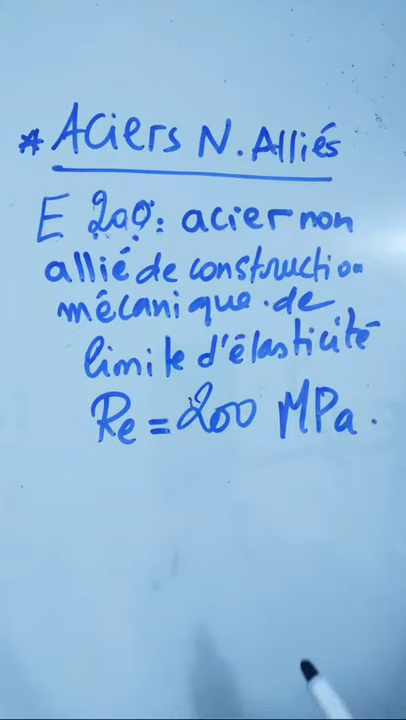 * Aciers N. Alliés
E 200: acier non
allié de construction
mécanique. de
limite d'élasticité
Re = 200 MPa.